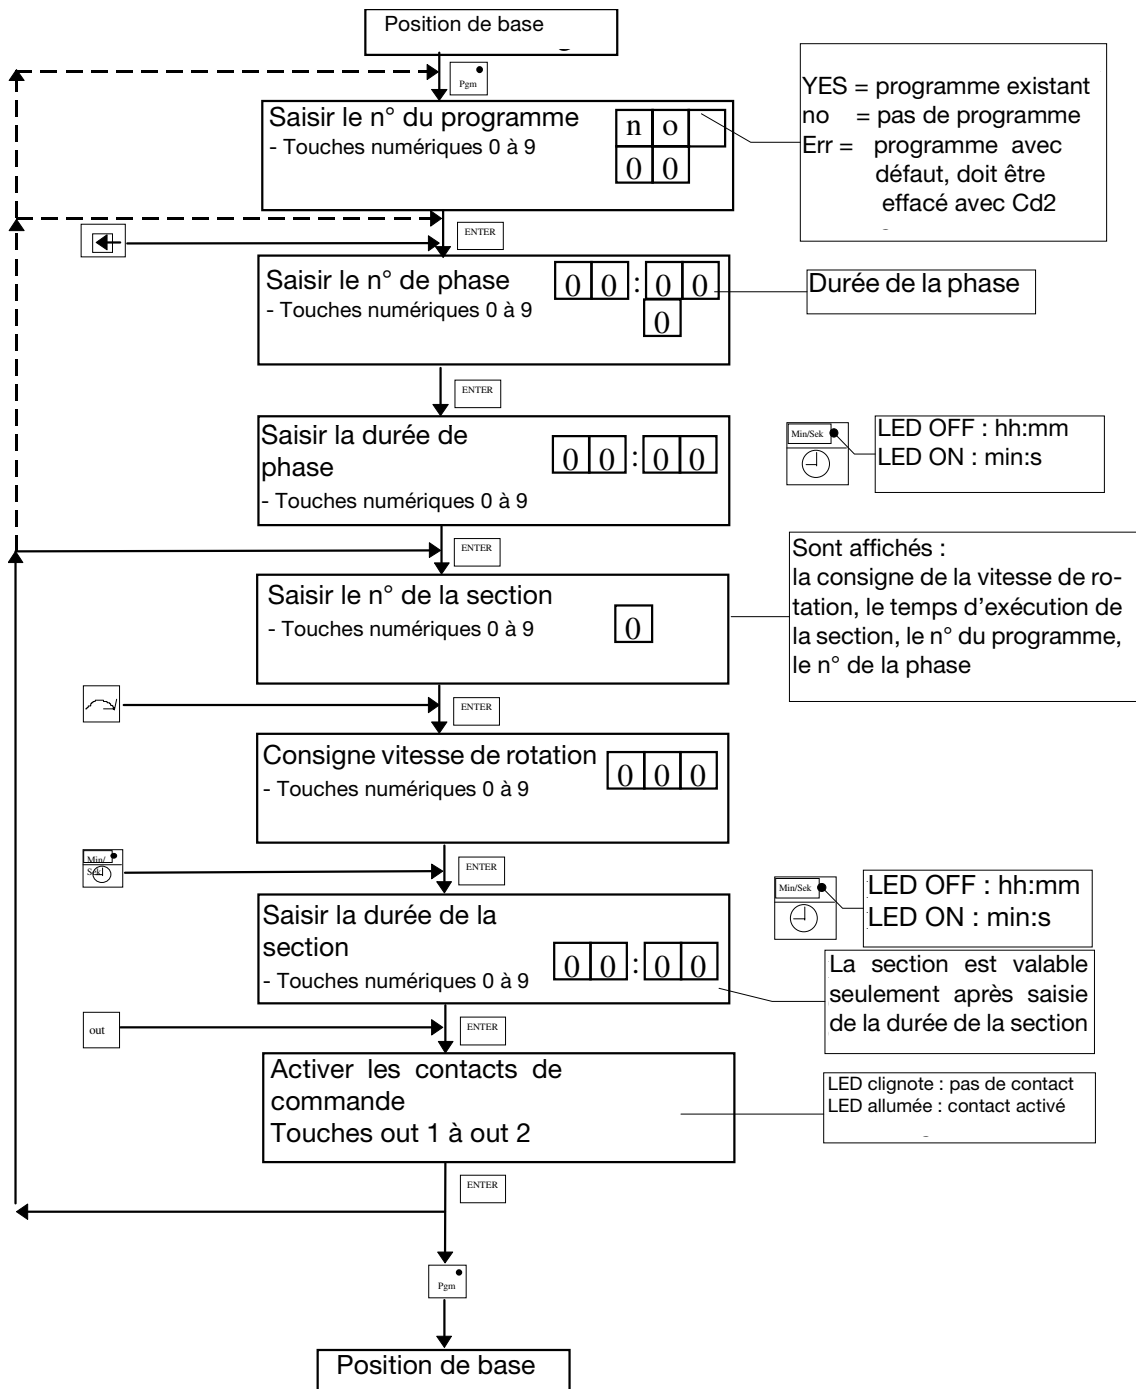 Position de base
Pgm
Saisir le n° du programme
- Touches numériques 0 à 9
n o
0 0
YES = programme existant
no = pas de programme
Err = programme avec
défaut, doit être
effacé avec Cd2
ENTER
Saisir le n° de phase
- Touches numériques 0 à 9
0 0 : 0 0
0
Durée de la phase
ENTER
Saisir la durée de
phase
- Touches numériques 0 à 9
0 0 : 0 0
Min/Sek
LED OFF : hh:mm
LED ON : min:s
ENTER
Saisir le n° de la section
- Touches numériques 0 à 9
0
Sont affichés :
la consigne de la vitesse de ro-
tation, le temps d'exécution de
la section, le n° du programme,
le n° de la phase
ENTER
Consigne vitesse de rotation
- Touches numériques 0 à 9
0 0 0
Min/
Sek
ENTER
Saisir la durée de la
section
- Touches numériques 0 à 9
0 0 : 0 0
Min/Sek
LED OFF : hh:mm
LED ON : min:s
La section est valable
seulement après saisie
de la durée de la section
out
ENTER
Activer les contacts de
commande
Touches out 1 à out 2
LED clignote : pas de contact
LED allumée : contact activé
ENTER
Pgm
Position de base